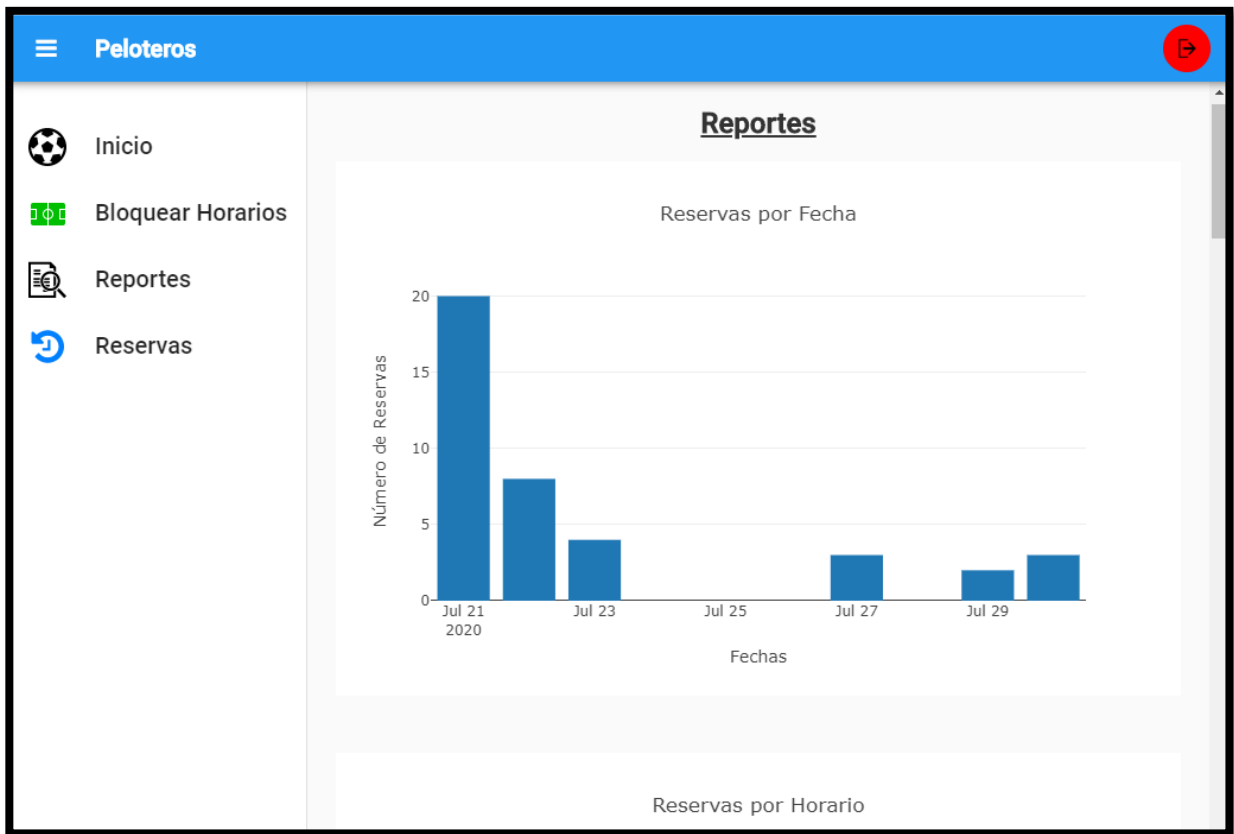 Peloteros
Inicio
Bloquear Horarios
Reportes
Reservas
Reportes
Reservas por Fecha
Número de Reservas
20
15
10
5
0
Jul 21 Jul 23 Jul 25 Jul 27 Jul 29
2020
Fechas
Reservas por Horario